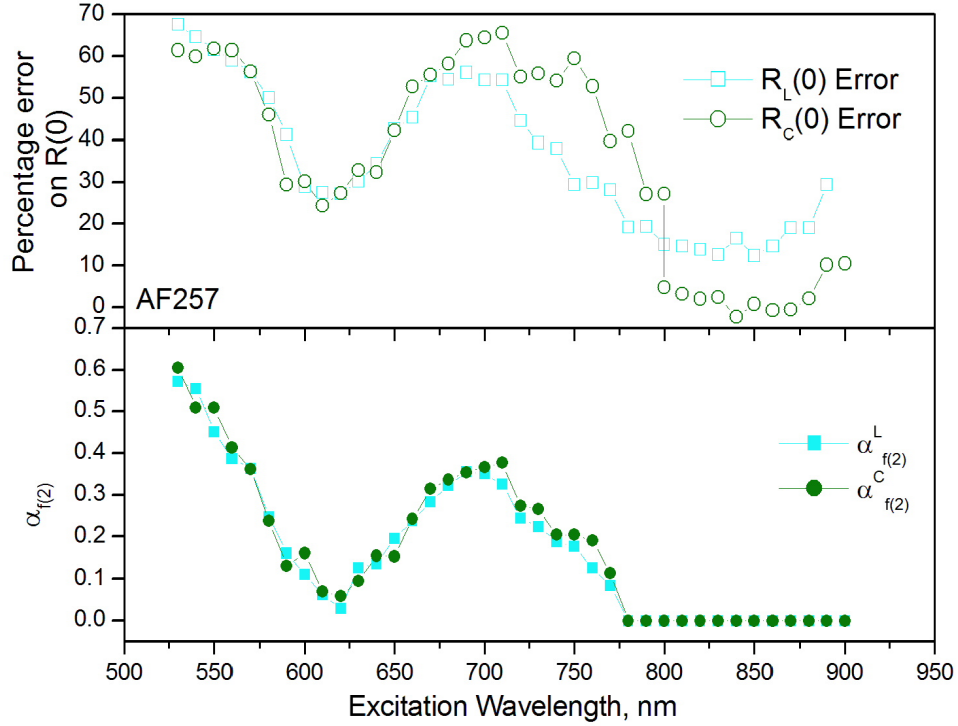 70
60
50
40
30
20
10
0
Percentage error
on R(0)
R_L(0) Error
R_C(0) Error
AF257
0.7
0.6
0.5
0.4
0.3
0.2
0.1
0.0
α_f(2)
α^L_f(2)
α^C_f(2)
500 550 600 650 700 750 800 850 900 950
Excitation Wavelength, nm